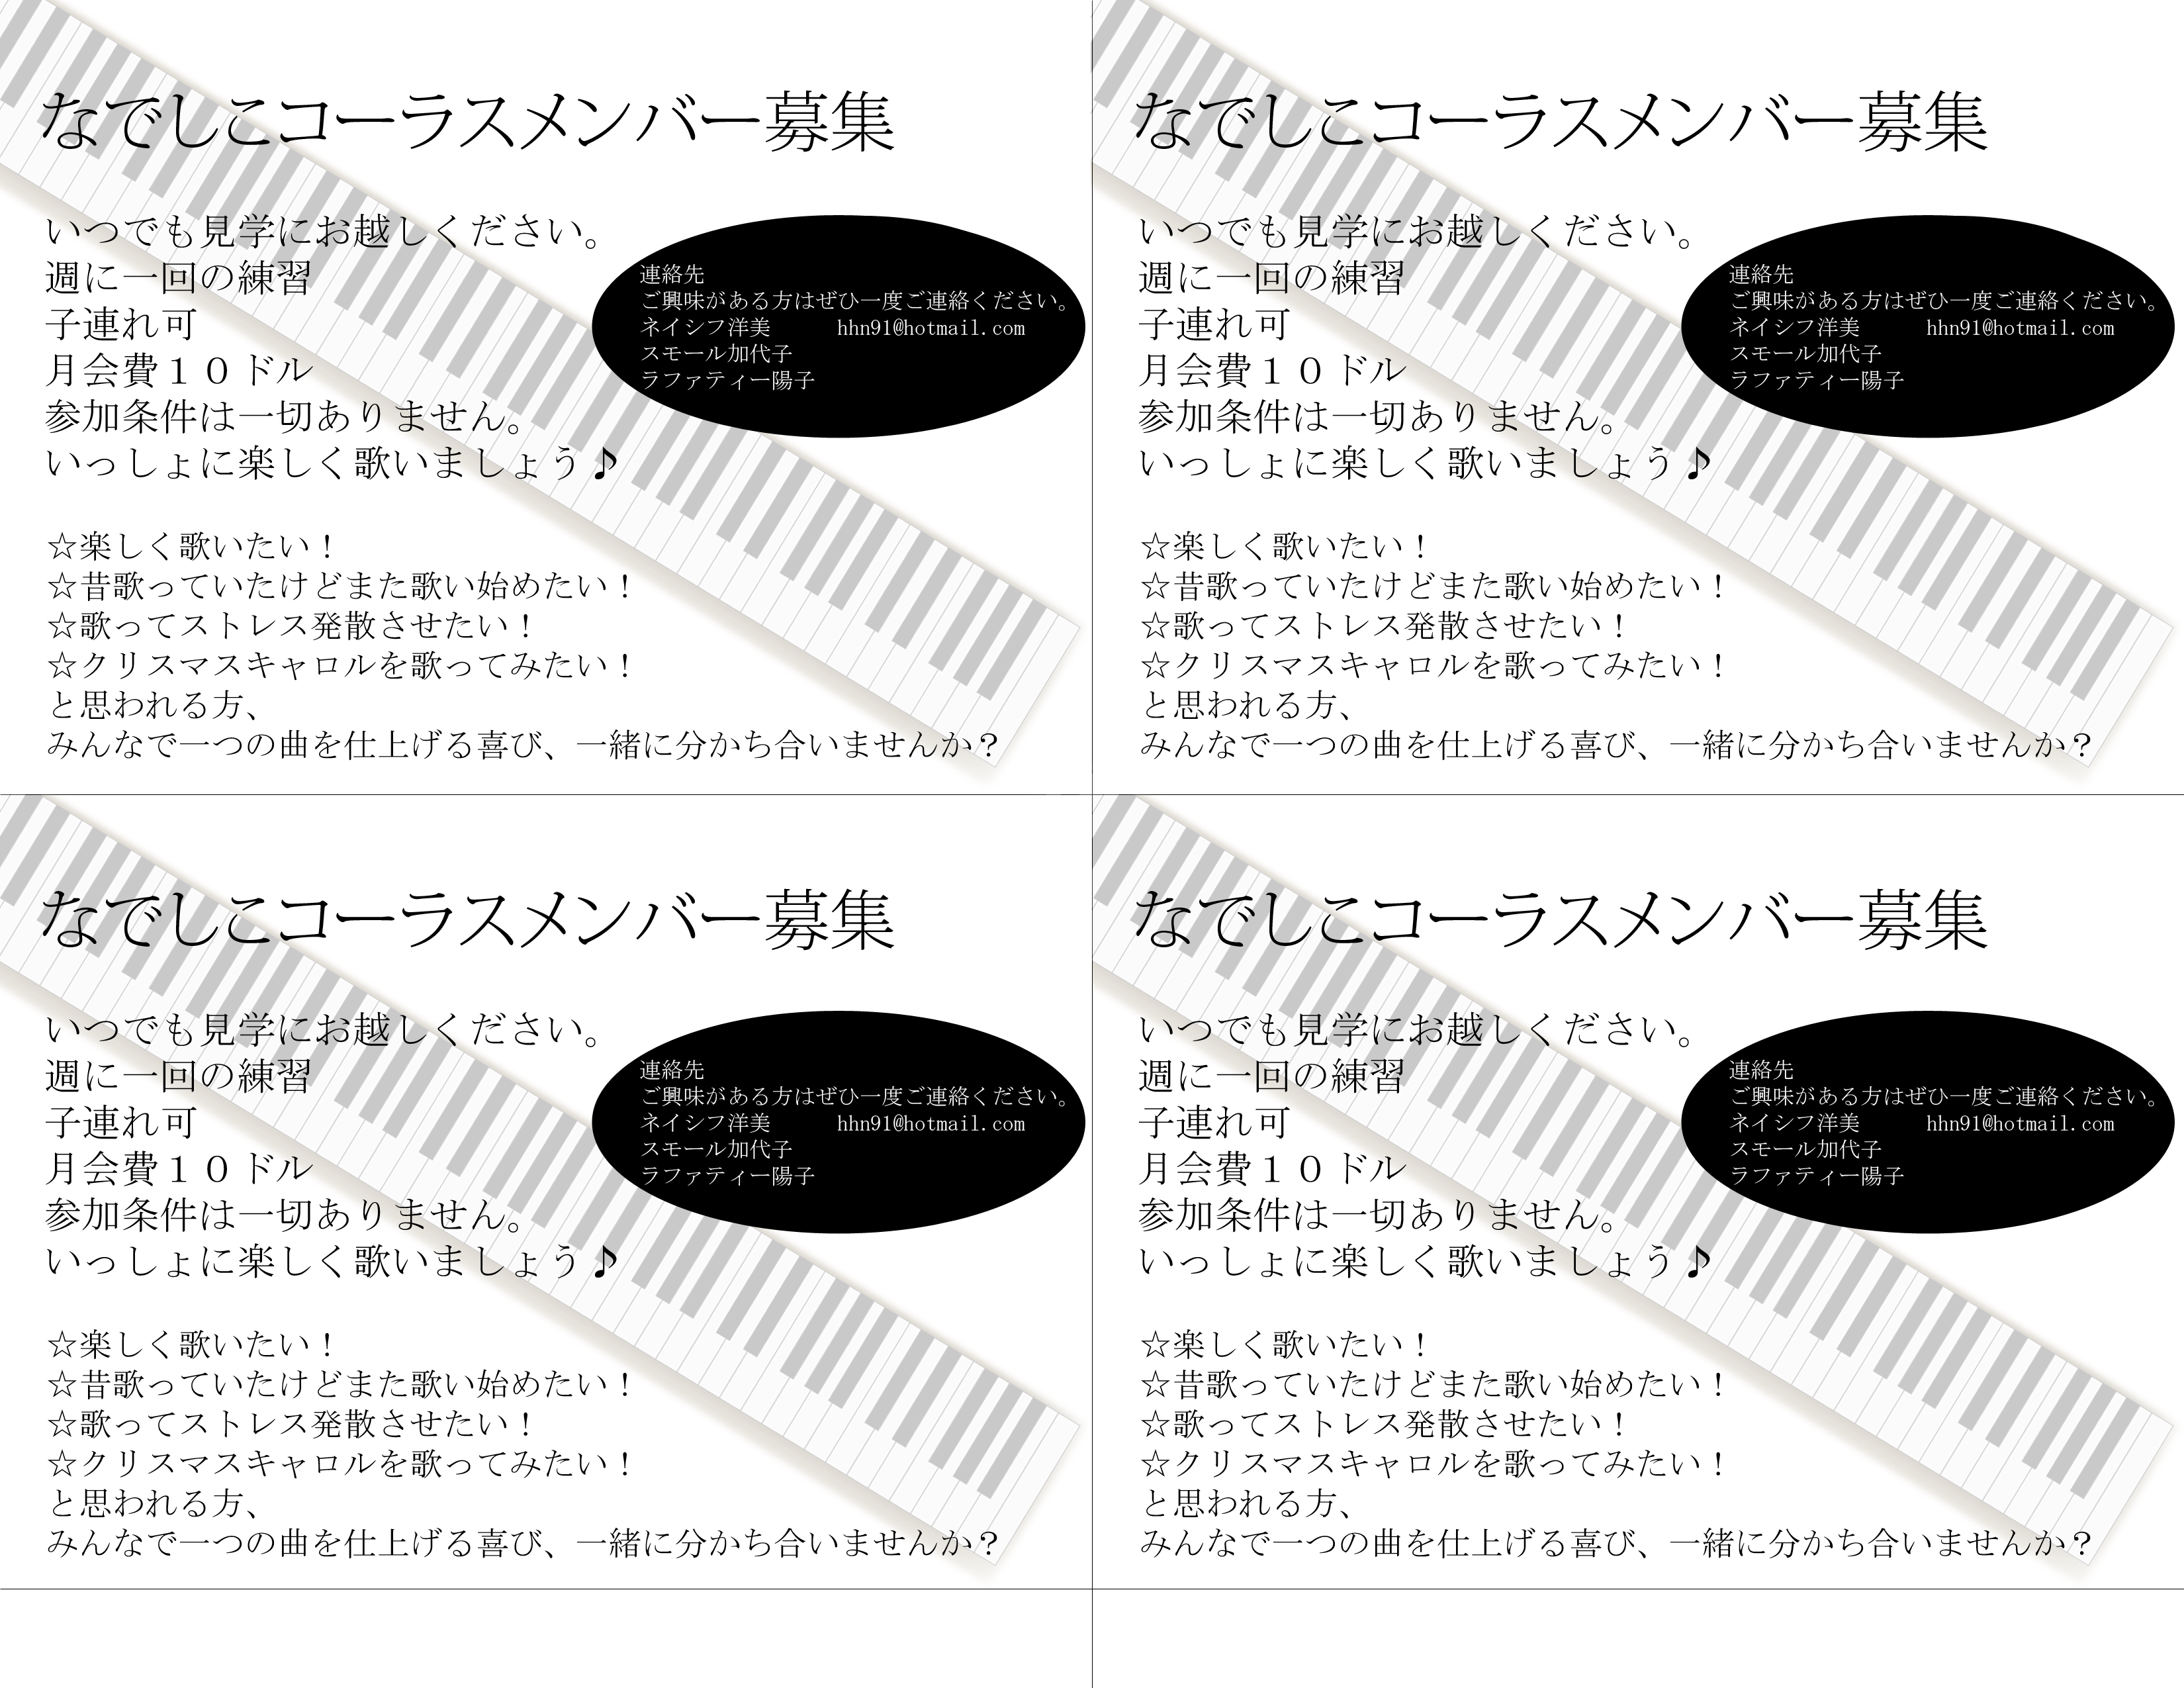 なでしこコーラスメンバー募集
いつでも見学にお越しください。
週に一回の練習
子連れ可
月会費１０ドル
参加条件は一切ありません。
いっしょに楽しく歌いましょう♪
連絡先
ご興味がある方はぜひ一度ご連絡ください。
ネイシフ洋美　　　hhn91@hotmail.com
スモール加代子
ラファティー陽子
☆楽しく歌いたい！
☆昔歌っていたけどまた歌い始めたい！
☆歌ってストレス発散させたい！
☆クリスマスキャロルを歌ってみたい！
と思われる方、
みんなで一つの曲を仕上げる喜び、一緒に分かち合いませんか？
なでしこコーラスメンバー募集
いつでも見学にお越しください。
週に一回の練習
子連れ可
月会費１０ドル
参加条件は一切ありません。
いっしょに楽しく歌いましょう♪
連絡先
ご興味がある方はぜひ一度ご連絡ください。
ネイシフ洋美　　　hhn91@hotmail.com
スモール加代子
ラファティー陽子
☆楽しく歌いたい！
☆昔歌っていたけどまた歌い始めたい！
☆歌ってストレス発散させたい！
☆クリスマスキャロルを歌ってみたい！
と思われる方、
みんなで一つの曲を仕上げる喜び、一緒に分かち合いませんか？
なでしこコーラスメンバー募集
いつでも見学にお越しください。
週に一回の練習
子連れ可
月会費１０ドル
参加条件は一切ありません。
いっしょに楽しく歌いましょう♪
連絡先
ご興味がある方はぜひ一度ご連絡ください。
ネイシフ洋美　　　hhn91@hotmail.com
スモール加代子
ラファティー陽子
☆楽しく歌いたい！
☆昔歌っていたけどまた歌い始めたい！
☆歌ってストレス発散させたい！
☆クリスマスキャロルを歌ってみたい！
と思われる方、
みんなで一つの曲を仕上げる喜び、一緒に分かち合いませんか？
なでしこコーラスメンバー募集
いつでも見学にお越しください。
週に一回の練習
子連れ可
月会費１０ドル
参加条件は一切ありません。
いっしょに楽しく歌いましょう♪
連絡先
ご興味がある方はぜひ一度ご連絡ください。
ネイシフ洋美　　　hhn91@hotmail.com
スモール加代子
ラファティー陽子
☆楽しく歌いたい！
☆昔歌っていたけどまた歌い始めたい！
☆歌ってストレス発散させたい！
☆クリスマスキャロルを歌ってみたい！
と思われる方、
みんなで一つの曲を仕上げる喜び、一緒に分かち合いませんか？